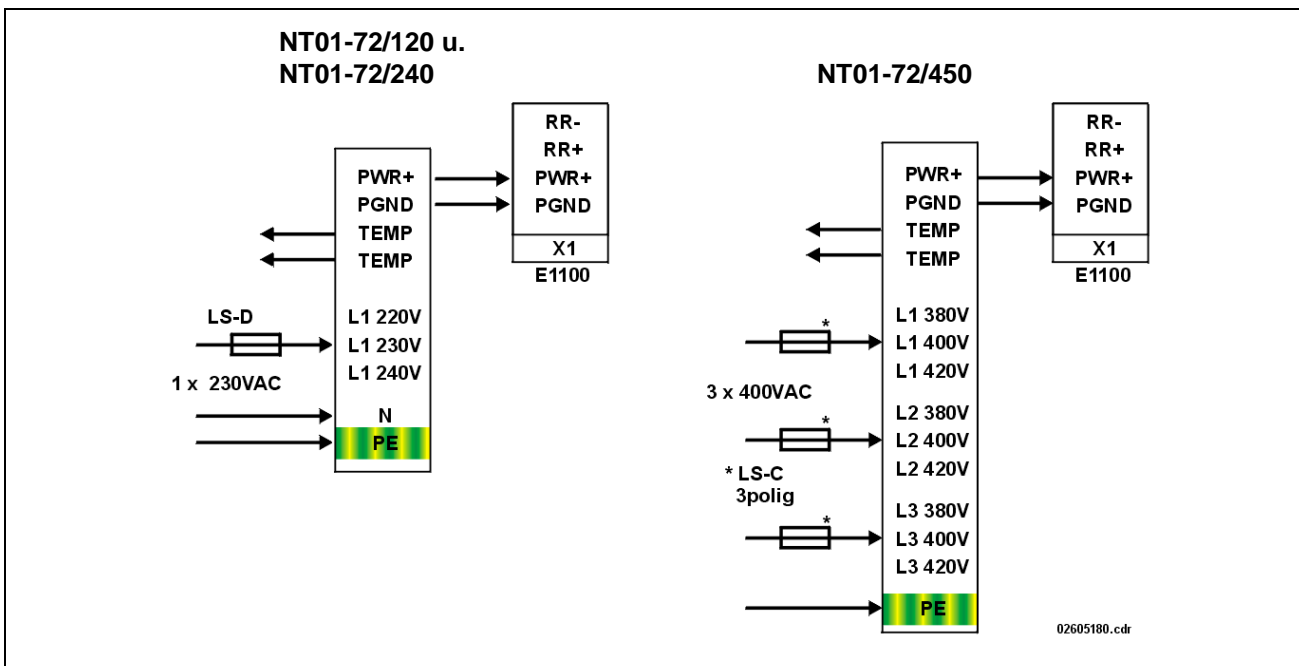 NT01-72/120 u.
NT01-72/240
RR-
RR+
PWR+
PGND
X1
E1100
PWR+
PGND
TEMP
TEMP
L1 220V
L1 230V
L1 240V
N
PE
LS-D
1 x 230VAC
NT01-72/450
RR-
RR+
PWR+
PGND
X1
E1100
PWR+
PGND
TEMP
TEMP
L1 380V
L1 400V
L1 420V
L2 380V
L2 400V
L2 420V
L3 380V
L3 400V
L3 420V
PE
*
3 x 400VAC
*
* LS-C
3polig
*
02605180.cdr